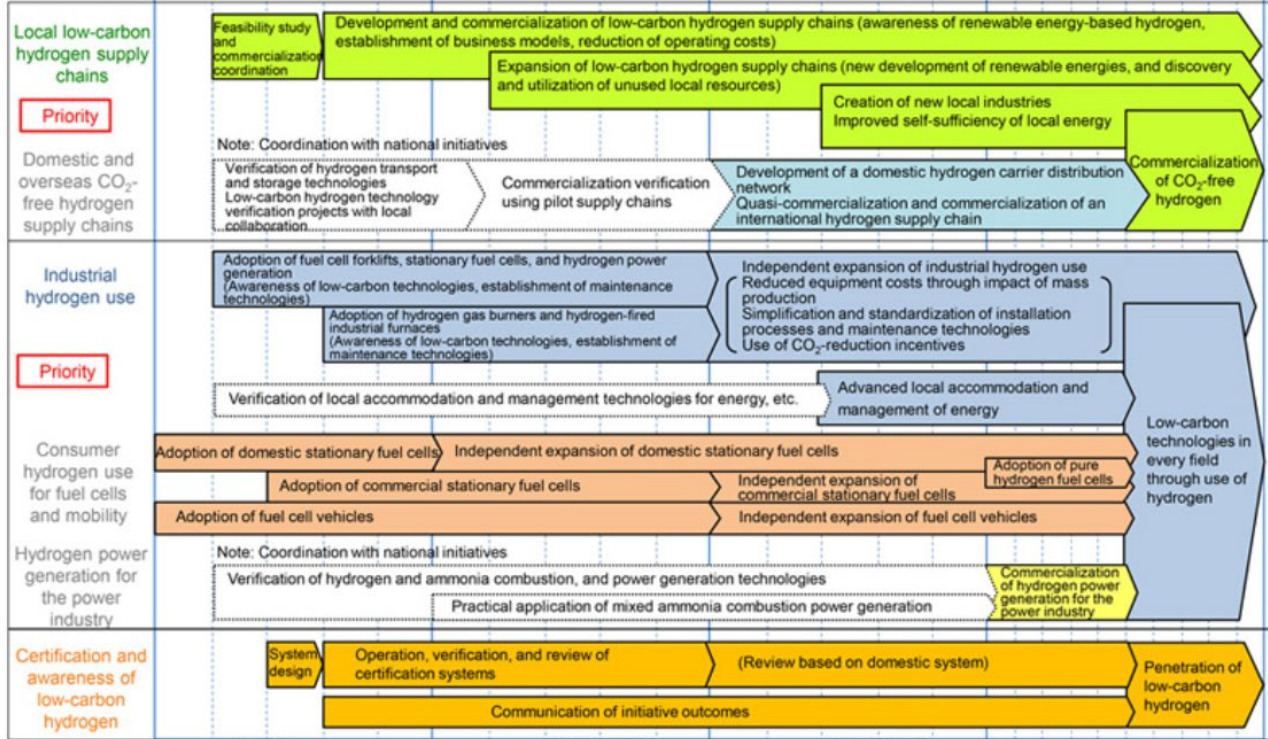 Local low-carbon
hydrogen supply
chains
Priority
Domestic and
overseas CO₂-
free hydrogen
supply chains
Feasibility study
and
commercialization
coordination
Development and commercialization of low-carbon hydrogen supply chains (awareness of renewable energy-based hydrogen,
establishment of business models, reduction of operating costs)
Expansion of low-carbon hydrogen supply chains (new development of renewable energies, and discovery
and utilization of unused local resources)
Creation of new local industries
Improved self-sufficiency of local energy
Note: Coordination with national initiatives
Verification of hydrogen transport
and storage technologies
Low-carbon hydrogen technology
verification projects with local
collaboration
Commercialization verification
using pilot supply chains
Development of a domestic hydrogen carrier distribution
network
Quasi-commercialization and commercialization of an
international hydrogen supply chain
Commercialization
of CO₂-free
hydrogen
Industrial
hydrogen use
Priority
Adoption of fuel cell forklifts, stationary fuel cells, and hydrogen power
generation
(Awareness of low-carbon technologies, establishment of maintenance
technologies)
Adoption of hydrogen gas burners and hydrogen-fired
industrial furnaces
(Awareness of low-carbon technologies, establishment of
maintenance technologies)
Independent expansion of industrial hydrogen use
Reduced equipment costs through impact of mass
production
Simplification and standardization of installation
processes and maintenance technologies
Use of CO₂-reduction incentives
Verification of local accommodation and management technologies for energy, etc.
Advanced local accommodation and
management of energy
Consumer
hydrogen use
for fuel cells
and mobility
Adoption of domestic stationary fuel cells
Independent expansion of domestic stationary fuel cells
Adoption of pure
hydrogen fuel cells
Adoption of commercial stationary fuel cells
Independent expansion of
commercial stationary fuel cells
Adoption of fuel cell vehicles
Independent expansion of fuel cell vehicles
Low-carbon
technologies in
every field
through use of
hydrogen
Hydrogen power
generation for
the power
industry
Note: Coordination with national initiatives
Verification of hydrogen and ammonia combustion, and power generation technologies
Practical application of mixed ammonia combustion power generation
Commercialization
of hydrogen power
generation for the
power industry
Certification and
awareness of
low-carbon
hydrogen
System
design
Operation, verification, and review of
certification systems
(Review based on domestic system)
Communication of initiative outcomes
Penetration of
low-carbon
hydrogen